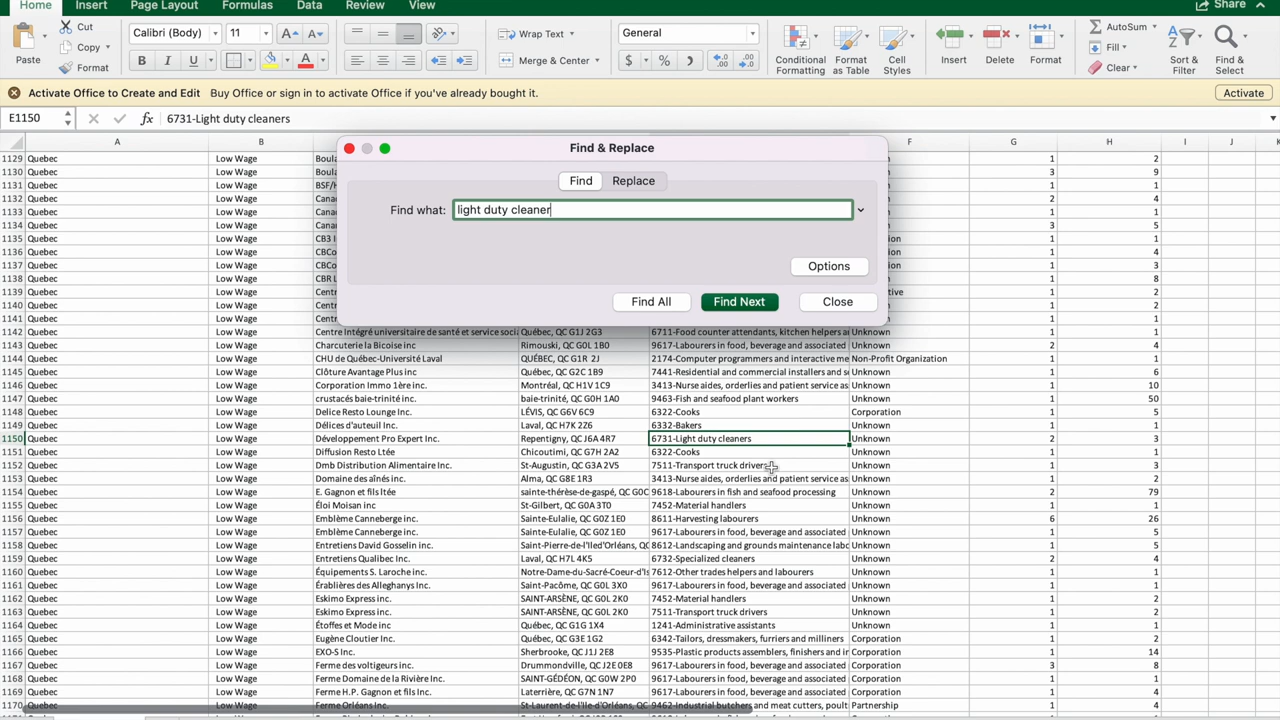 Home Insert Page Layout Formulas Data Review View Share
Cut Calibri (Body) 11 Wrap Text General AutoSum
Copy Fill
Paste Format B I U Merge & Center $ % Conditional Formatting Format as Table Cell Styles Insert Delete Format Clear Sort & Filter Find & Select
Activate Office to Create and Edit Buy Office or sign in to activate Office if you've already bought it. Activate
E1150 fx 6731-Light duty cleaners
Find & Replace
Find Replace
Find what: light duty cleaner
Options
Find All Find Next Close
A B F G H I J K
1129 Quebec Low Wage 1 2
1130 Quebec Low Wage 3 9
1131 Quebec Low Wage BSF/ 1 1
1132 Quebec Low Wage 2 4
1133 Quebec Low Wage 1 1
1134 Quebec Low Wage 3 5
1135 Quebec Low Wage CB3 I 1 1
1136 Quebec Low Wage CBCo 1 4
1137 Quebec Low Wage CBCo 1 3
1138 Quebec Low Wage CBR L 1 8
1139 Quebec Low Wage 1 2
1140 Quebec Low Wage 1 1
1141 Quebec Low Wage 1 1
1142 Quebec Low Wage Centre Intégré universitaire de santé et service soci Québec, QC G1J 2G3 6711-Food counter attendants, kitchen helpers a Unknown 1 1
1143 Quebec Low Wage Charcuterie la Bicoise inc Rimouski, QC G0L 1B0 9617-Labourers in food, beverage and associated Unknown 2 4
1144 Quebec Low Wage CHU de Québec-Université Laval QUÉBEC, QC G1R 2J 2174-Computer programmers and interactive me Non-Profit Organization 1 1
1145 Quebec Low Wage Clôture Avantage Plus inc Québec, QC G2C 1B9 7441-Residential and commercial installers and s Unknown 1 6
1146 Quebec Low Wage Corporation Immo 1ère inc. Montréal, QC H1V 1C9 3413-Nurse aides, orderlies and patient service as Unknown 1 10
1147 Quebec Low Wage crustacés baie-trinité inc. baie-trinité, QC G0H 1A0 9463-Fish and seafood plant workers Unknown 1 50
1148 Quebec Low Wage Delice Resto Lounge Inc. LÉVIS, QC G6V 6C9 6322-Cooks Corporation 1 5
1149 Quebec Low Wage Délices d'auteuil Inc. Laval, QC H7K 2Z6 6332-Bakers Unknown 1 1
1150 Quebec Low Wage Développement Pro Expert Inc. Repentigny, QC J6A 4R7 6731-Light duty cleaners Unknown 2 3
1151 Quebec Low Wage Diffusion Resto Ltée Chicoutimi, QC G7H 2A2 6322-Cooks Unknown 1 1
1152 Quebec Low Wage Dmb Distribution Alimentaire Inc. St-Augustin, QC G3A 2V5 7511-Transport truck drivers Unknown 1 3
1153 Quebec Low Wage Domaine des aînés inc. Alma, QC G8E 1R3 3413-Nurse aides, orderlies and patient service as Unknown 1 2
1154 Quebec Low Wage E. Gagnon et fils ltée sainte-thérèse-de-gaspé, QC G0C 9618-Labourers in fish and seafood processing Unknown 2 79
1155 Quebec Low Wage Éloi Moisan inc St-Gilbert, QC G0A 3T0 7452-Material handlers Unknown 1 1
1156 Quebec Low Wage Emblème Canneberge inc. Sainte-Eulalie, QC G0Z 1E0 8611-Harvesting labourers Unknown 6 26
1157 Quebec Low Wage Emblème Canneberge inc. Sainte-Eulalie, QC G0Z 1E0 9617-Labourers in food, beverage and associated Unknown 1 5
1158 Quebec Low Wage Entretiens David Gosselin inc. Saint-Pierre-de-l'Iled'Orléans, QC 8612-Landscaping and grounds maintenance labo Unknown 1 5
1159 Quebec Low Wage Entretiens Qualibec Inc. Laval, QC H7L 4K5 6732-Specialized cleaners Unknown 2 4
1160 Quebec Low Wage Équipements S. Laroche inc. Notre-Dame-du-Sacré-Coeur-d'Is 7612-Other trades helpers and labourers Unknown 1 1
1161 Quebec Low Wage Érablières des Alleghanys Inc. Saint-Pacôme, QC G0L 3X0 9617-Labourers in food, beverage and associated Unknown 1 1
1162 Quebec Low Wage Eskimo Express inc. SAINT-ARSÈNE, QC G0L 2K0 7452-Material handlers Unknown 1 2
1163 Quebec Low Wage Eskimo Express inc. SAINT-ARSÈNE, QC G0L 2K0 7511-Transport truck drivers Unknown 1 2
1164 Quebec Low Wage Étoffes et Mode inc Québec, QC G1G 1X4 1241-Administrative assistants Unknown 1 1
1165 Quebec Low Wage Eugène Cloutier Inc. Québec, QC G3E 1G2 6342-Tailors, dressmakers, furriers and milliners Corporation 1 2
1166 Quebec Low Wage EXO-S Inc. Sherbrooke, QC J1J 2E8 9535-Plastic products assemblers, finishers and in Corporation 1 14
1167 Quebec Low Wage Ferme des voltigeurs inc. Drummondville, QC J2E 0E8 9617-Labourers in food, beverage and associated Corporation 3 8
1168 Quebec Low Wage Ferme Domaine de la Rivière Inc. SAINT-GÉDÉON, QC G0W 2P0 9617-Labourers in food, beverage and associated Corporation 1 2
1169 Quebec Low Wage Ferme H.P. Gagnon et fils inc. Laterrière, QC G7N 1N7 9617-Labourers in food, beverage and associated Corporation 1 4
1170 Quebec Low Wage Ferme Orléans Inc. St-Laurent-de-l'Ile-d'Orléans, QC 9462-Industrial butchers and meat cutters, poult Partnership 1 4